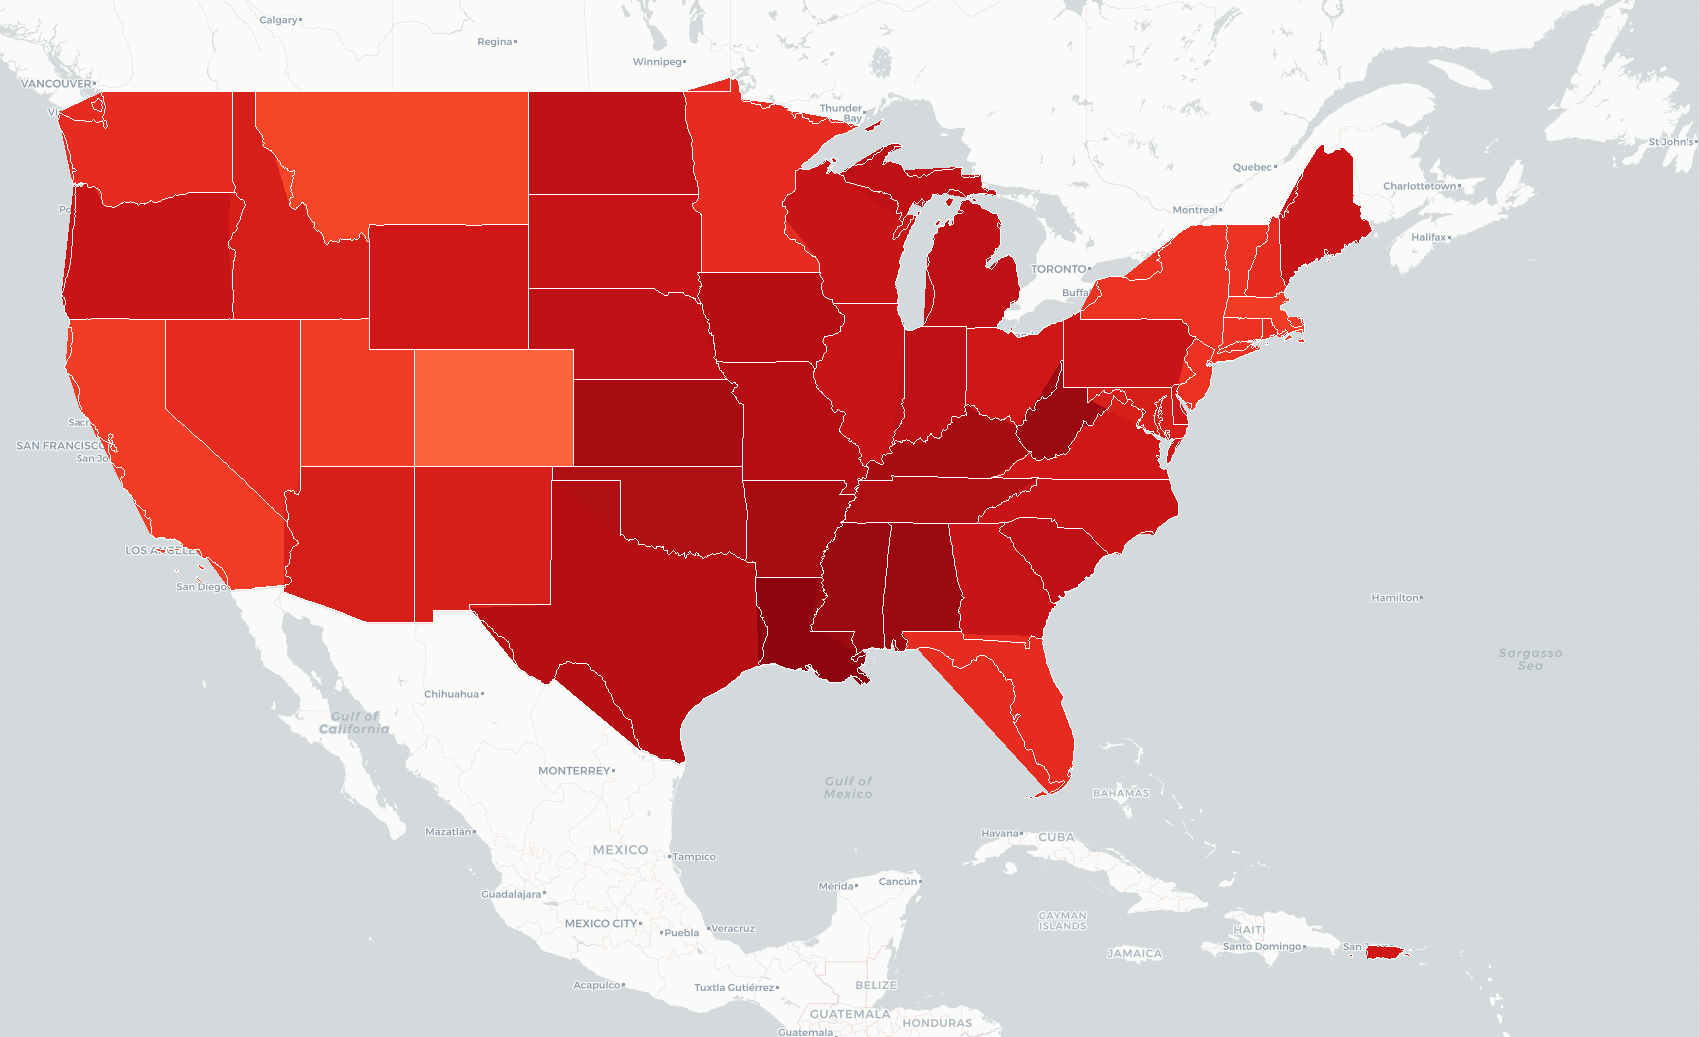 Calgary
Regina
Winnipeg
VANCOUVER
Vi
Thunder
Bay
St John's
Quebec
Charlottetown
Montreal
Halifax
Po
TORONTO
Buffa
Sacr
SAN FRANCISCO
San Jo
LOS ANGELE
San Diego
Hamilton
Sargasso
Sea
Chihuahua
Gulf of
California
MONTERREY
Gulf of
Mexico
BAHAMAS
Mazatlán
Havana
CUBA
MEXICO
Tampico
Mérida
Cancún
Guadalajara
CAYMAN
ISLANDS
MEXICO CITY
Puebla
Veracruz
HAITI
Santo Domingo
San
JAMAICA
Acapulco
Tuxtla Gutiérrez
BELIZE
GUATEMALA
HONDURAS
Guatemala